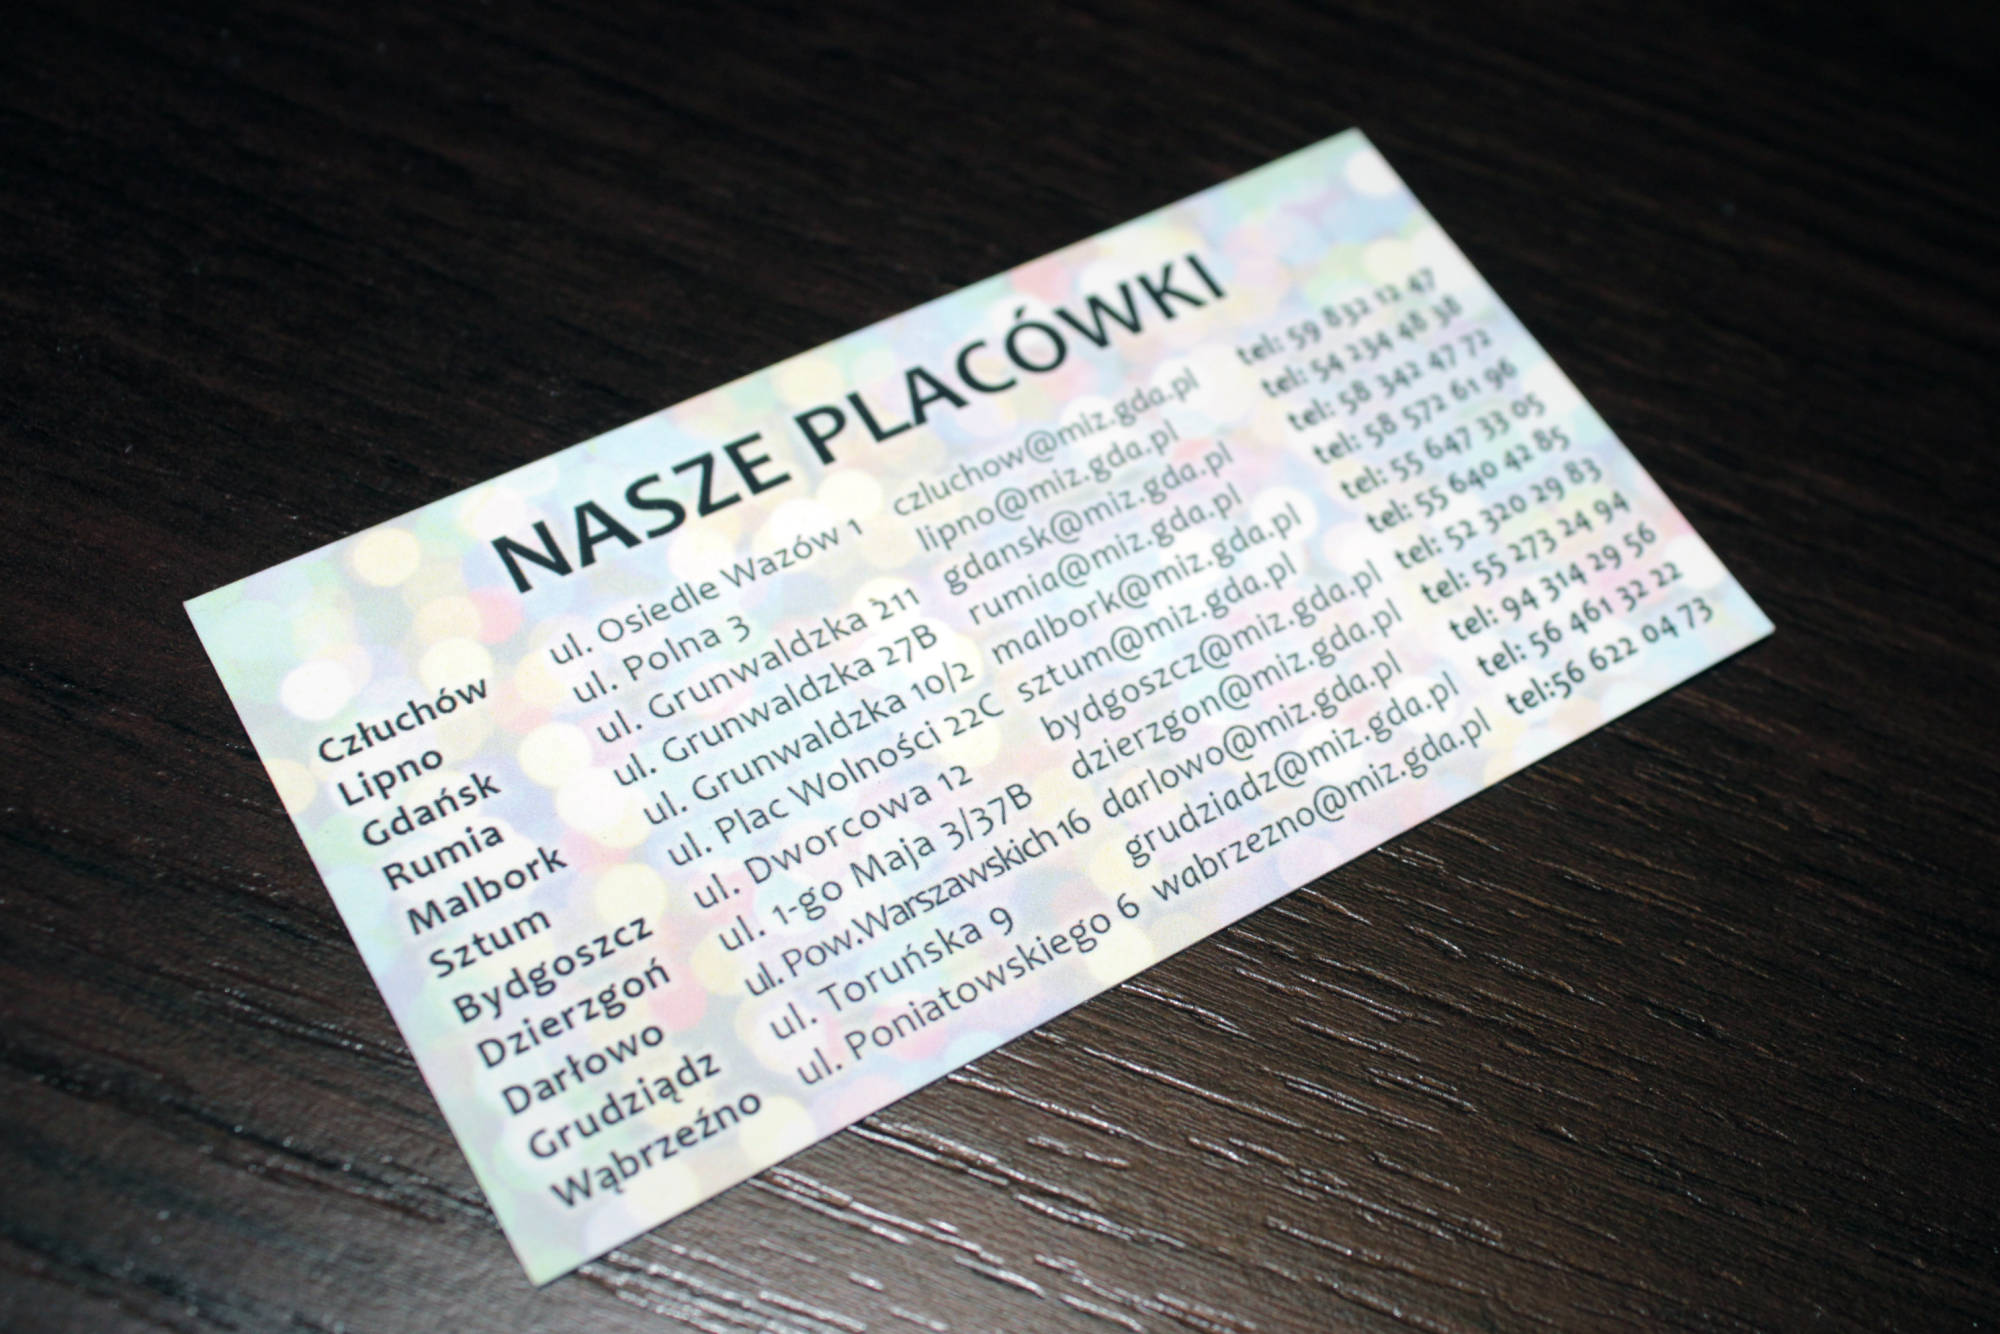 NASZE PLACÓWKI
Człuchów ul. Osiedle Wazów 1 czluchow@miz.gda.pl tel: 59 832 12 47
Lipno ul. Polna 3 lipno@miz.gda.pl tel: 54 234 48 38
Gdańsk ul. Grunwaldzka 211 gdansk@miz.gda.pl tel: 58 342 47 72
Rumia ul. Grunwaldzka 27B rumia@miz.gda.pl tel: 58 572 61 96
Malbork ul. Grunwaldzka 10/2 malbork@miz.gda.pl tel: 55 647 33 05
Sztum ul. Plac Wolności 22C sztum@miz.gda.pl tel: 55 640 42 85
Bydgoszcz ul. Dworcowa 12 bydgoszcz@miz.gda.pl tel: 52 320 29 83
Dzierzgoń ul. 1-go Maja 3/37B dzierzgon@miz.gda.pl tel: 55 273 24 94
Darłowo ul.Pow.Warszawskich 16 darlowo@miz.gda.pl tel: 94 314 29 56
Grudziądz ul. Toruńska 9 grudziadz@miz.gda.pl tel: 56 461 32 22
Wąbrzeźno ul. Poniatowskiego 6 wabrzezno@miz.gda.pl tel:56 622 04 73